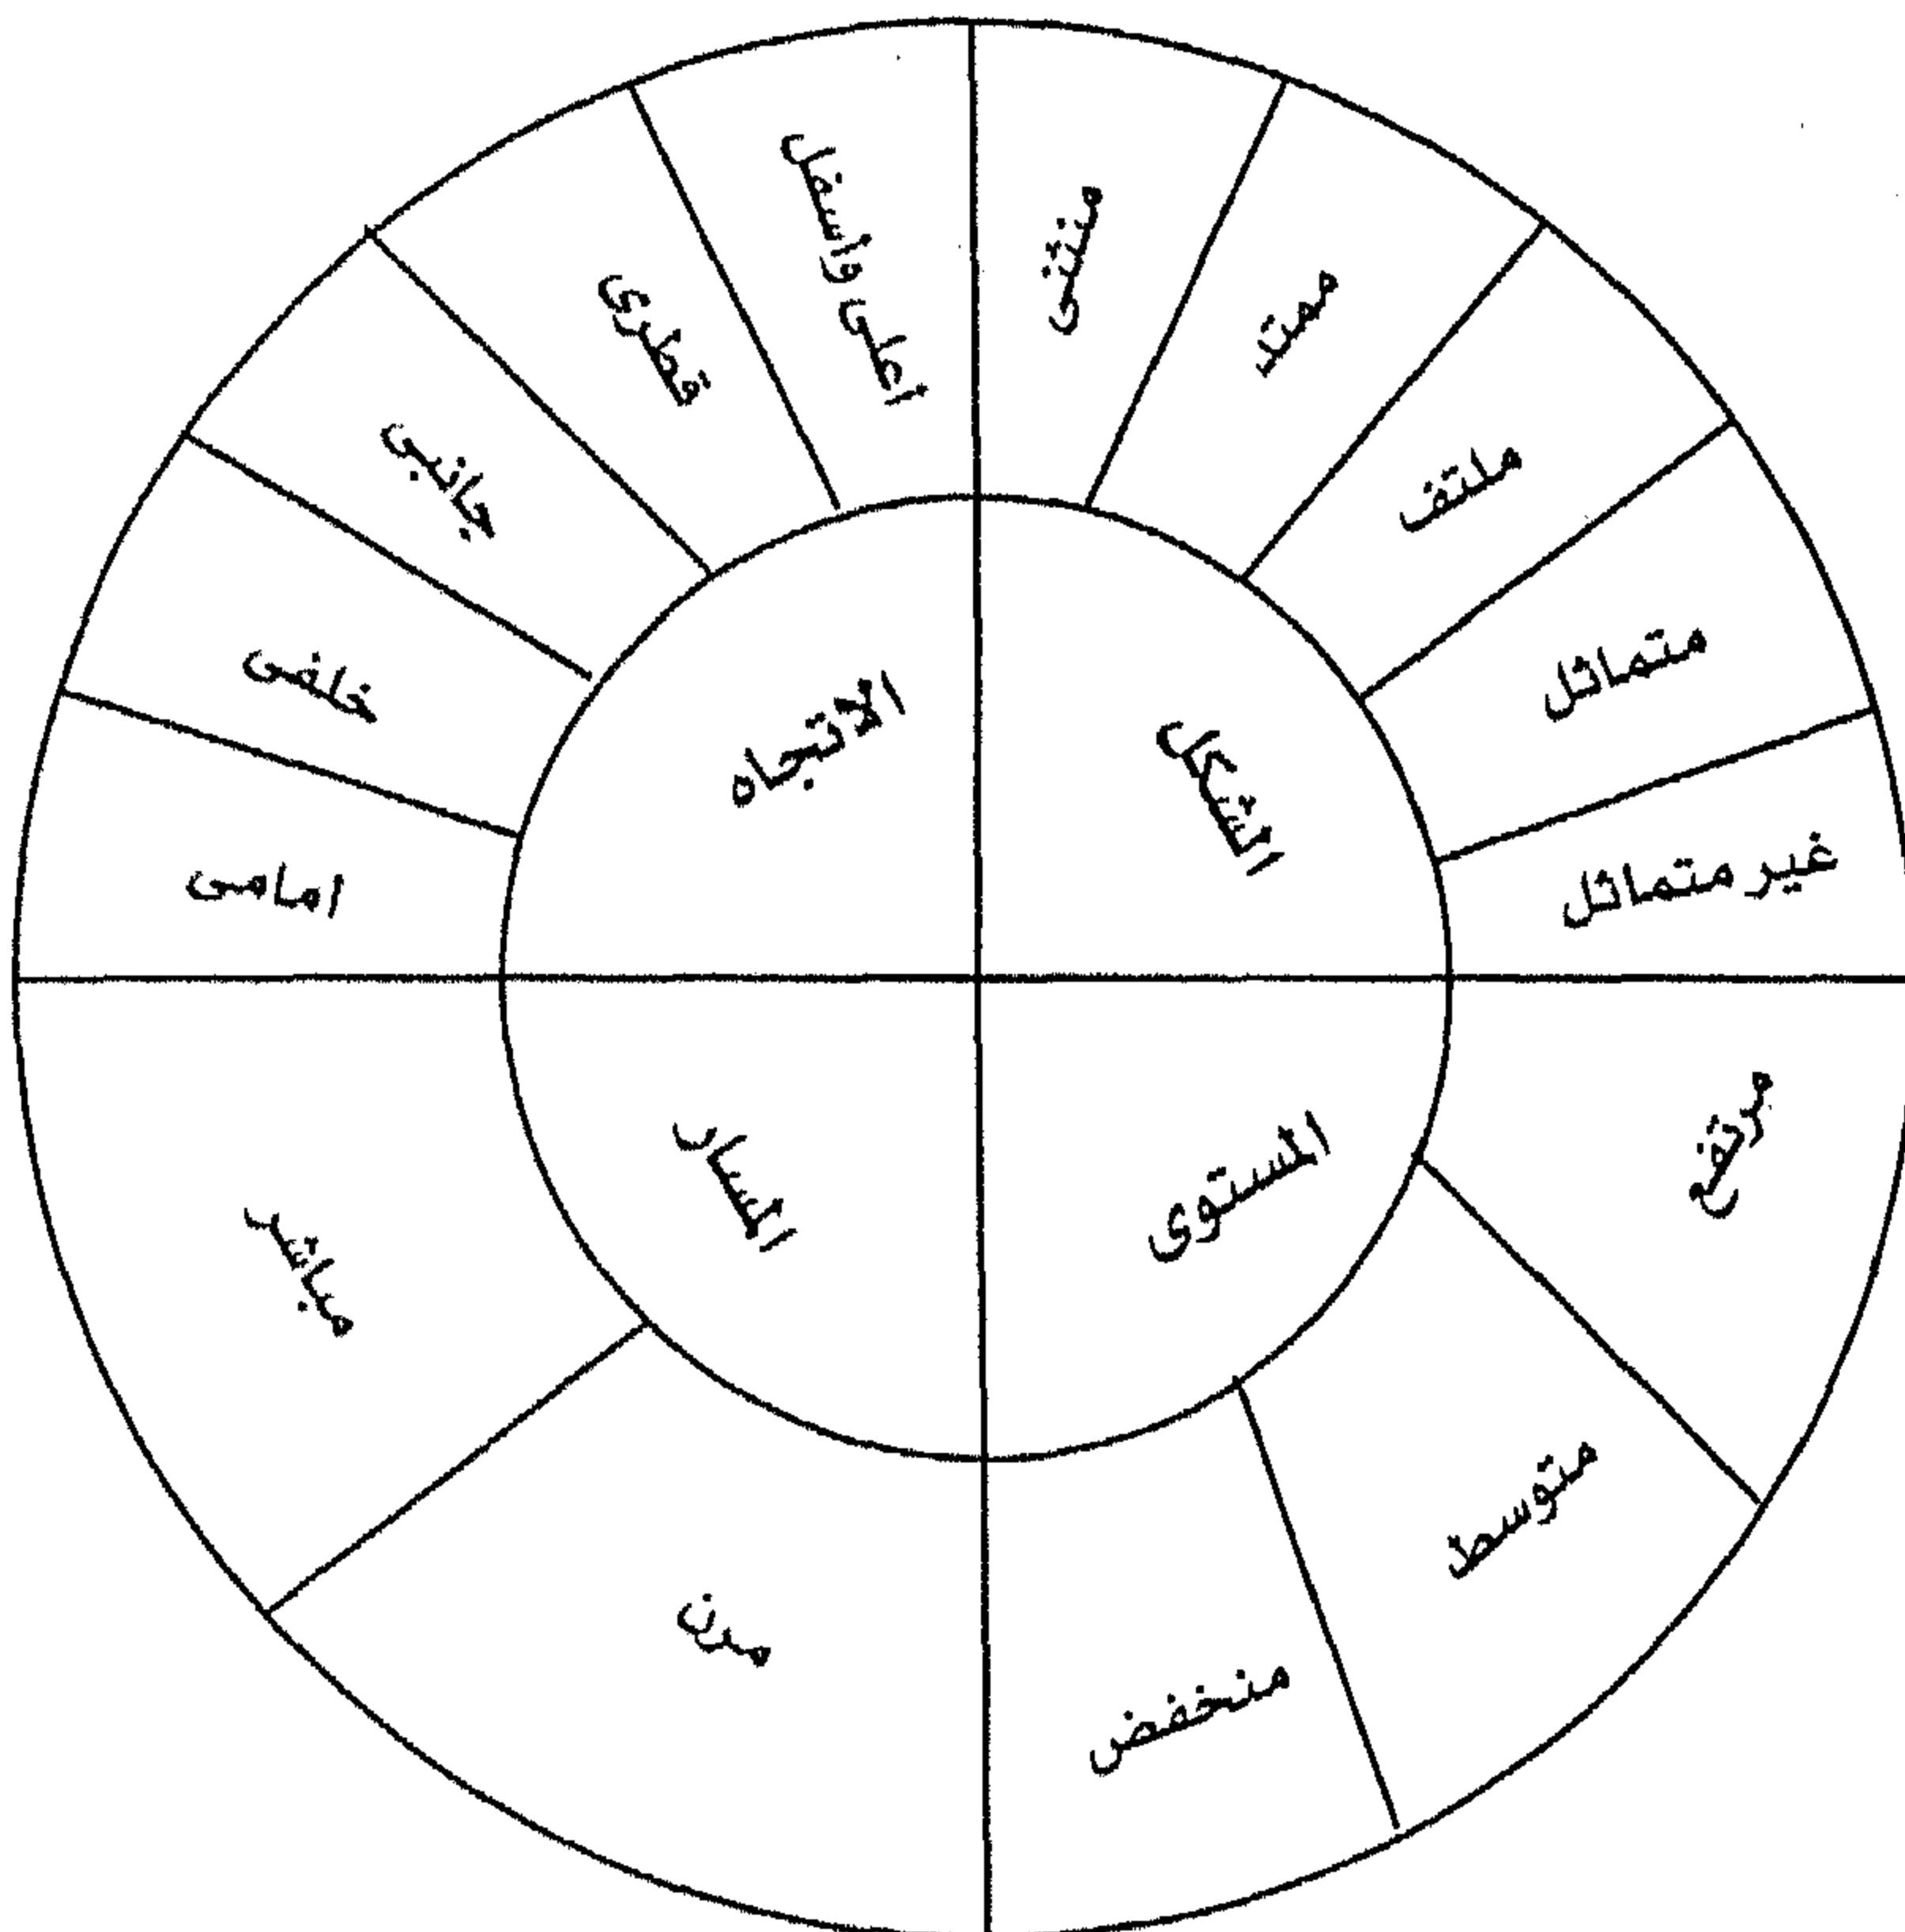 الاتجاه
أعلى وأسفل
قطرى
جانبى
خلفى
امامى
الشكل
منثنى
ممتد
ملتف
متماثل
غير متماثل
المستوى
مرتفع
متوسط
منخفض
المسار
مباشر
مرن